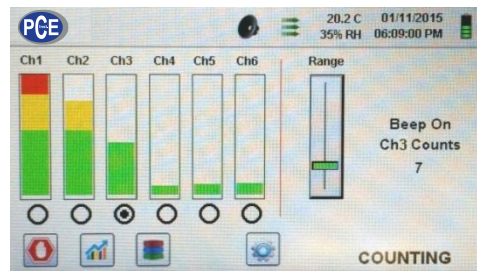 PCE
20.2 C 01/11/2015
35% RH 06:09:00 PM
Ch1 Ch2 Ch3 Ch4 Ch5 Ch6 Range
Beep On
Ch3 Counts
7
COUNTING